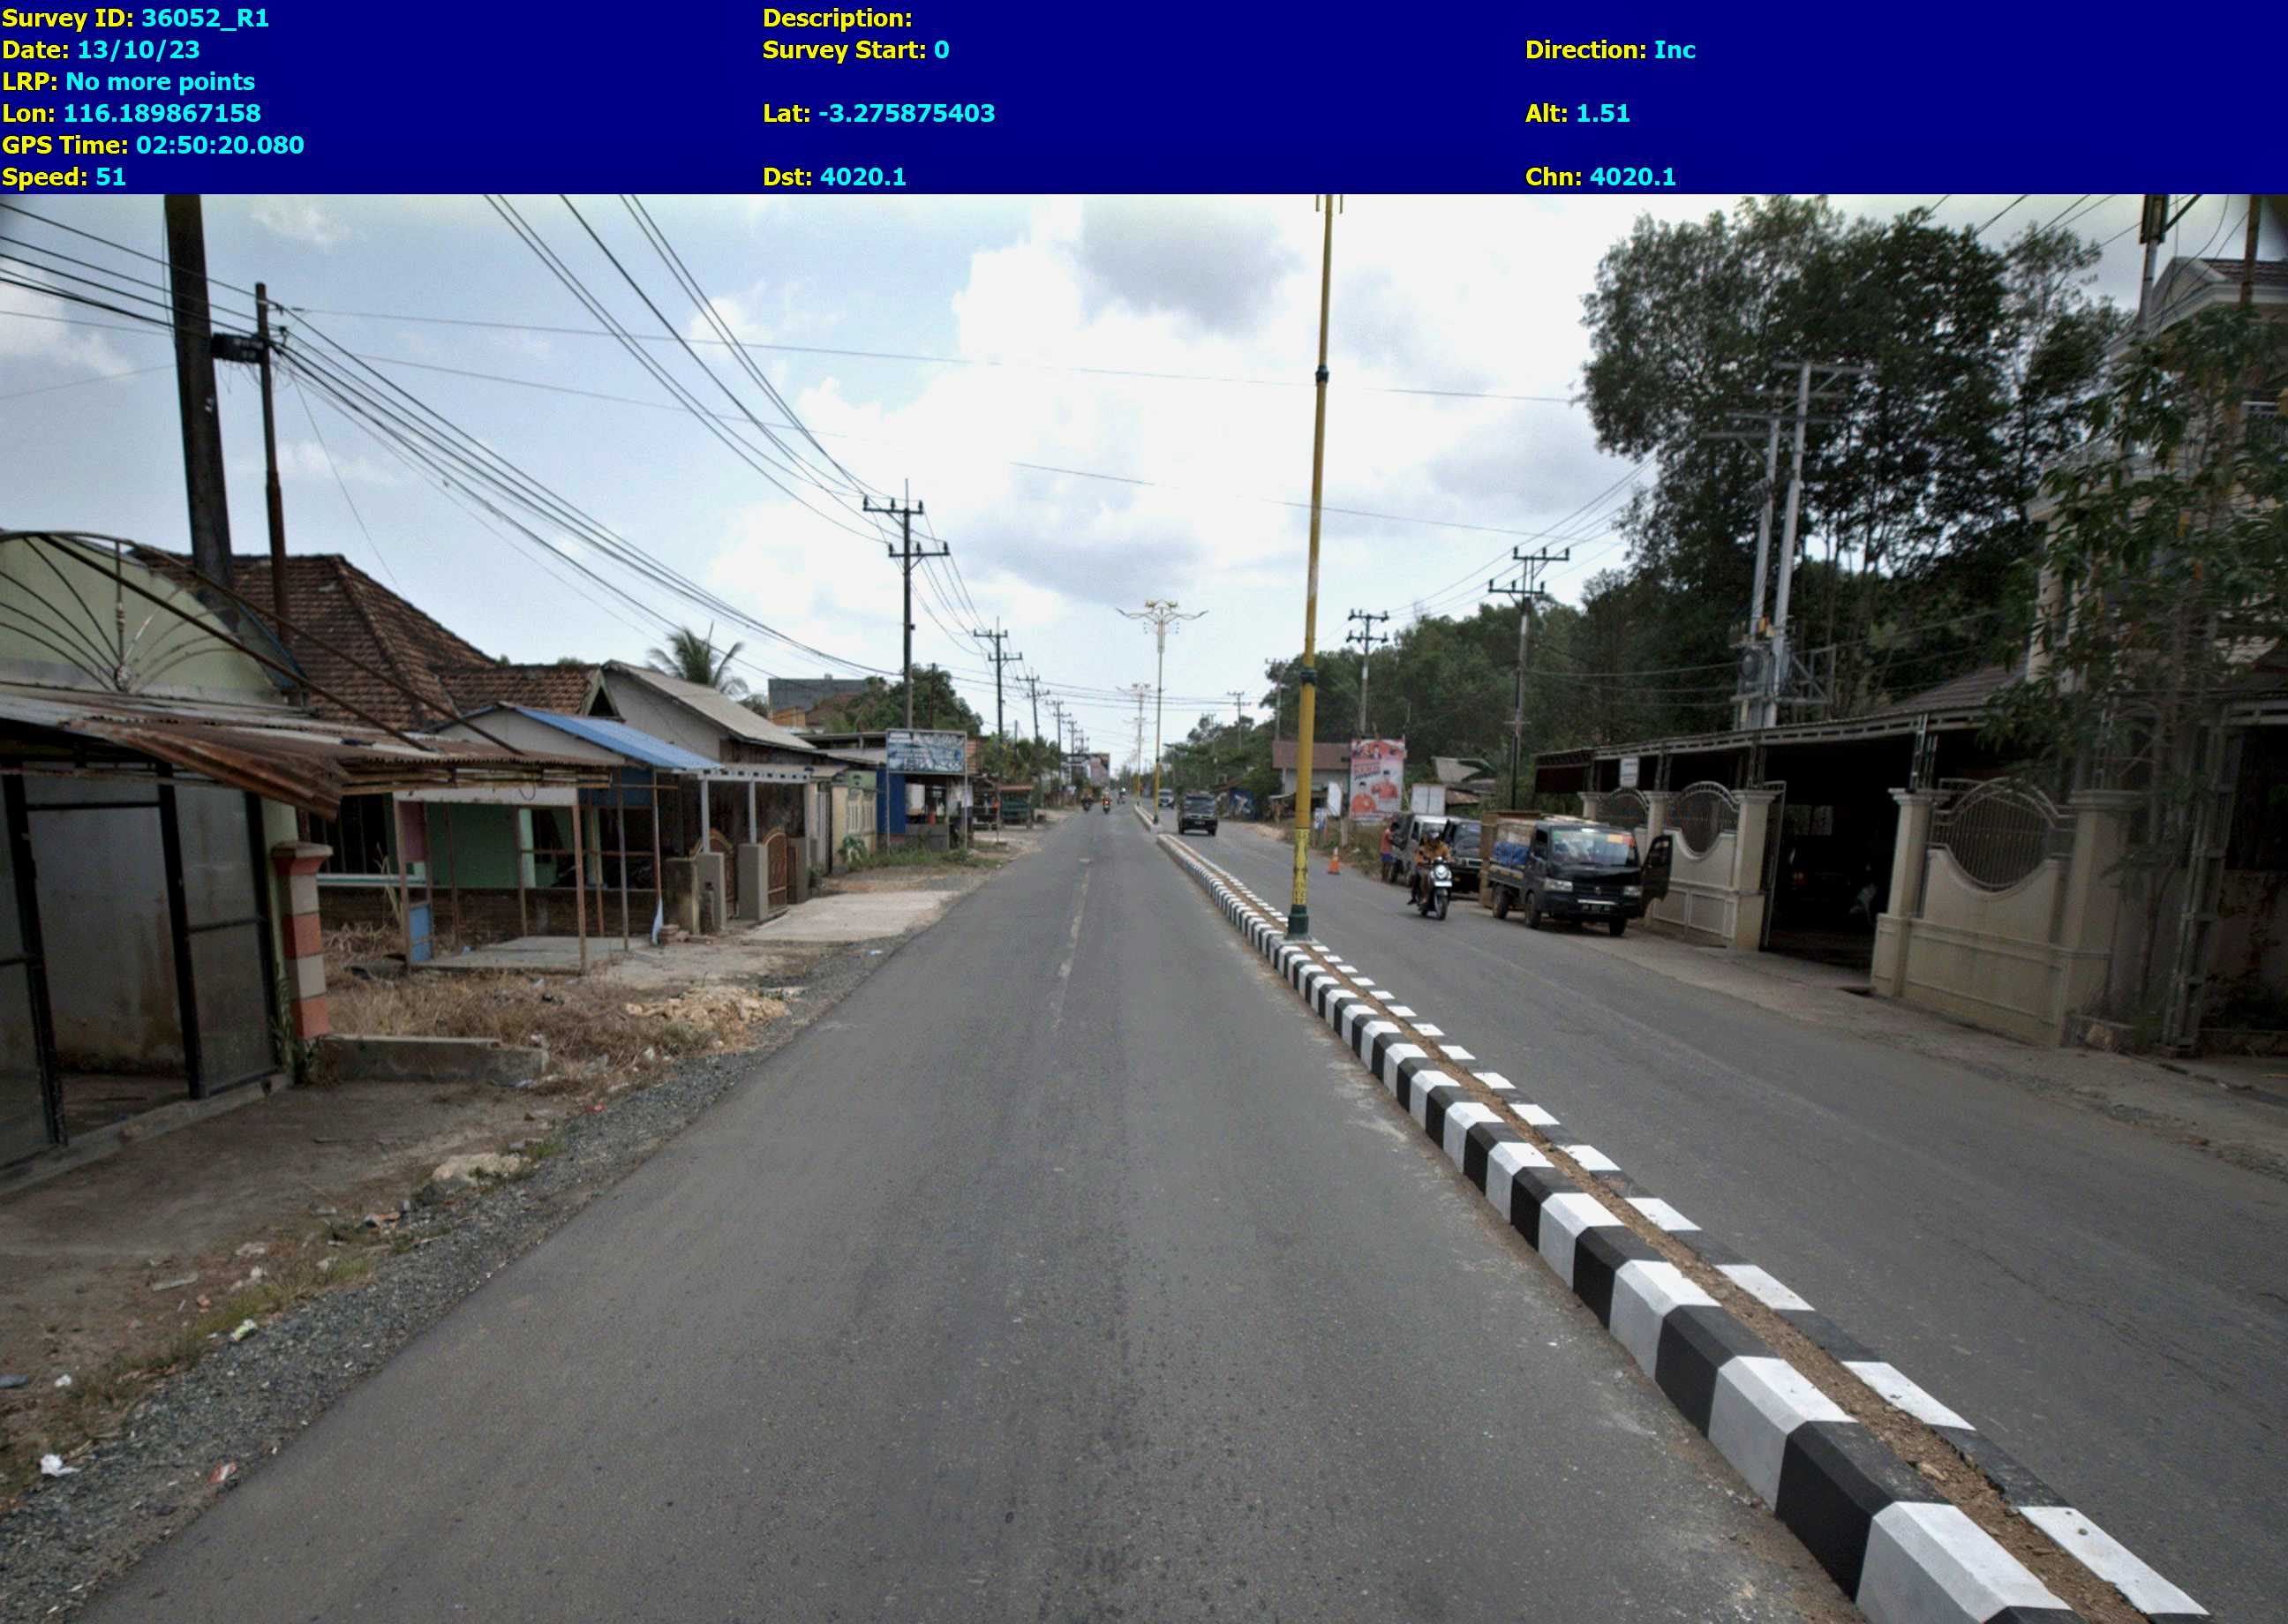 Survey ID: 36052_R1
Description:
Date: 13/10/23
Survey Start: 0
Direction: Inc
LRP: No more points
Lon: 116.189867158
Lat: -3.275875403
Alt: 1.51
GPS Time: 02:50:20.080
Speed: 51
Dst: 4020.1
Chn: 4020.1